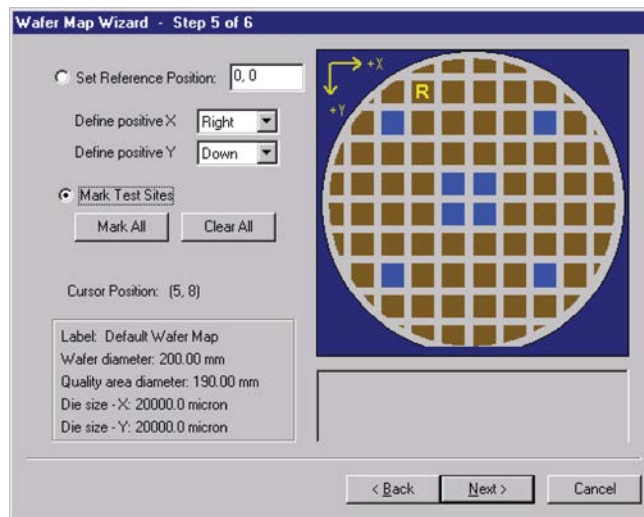 Wafer Map Wizard - Step 5 of 6
Set Reference Position: 0, 0
Define positive X Right
Define positive Y Down
Mark Test Sites
Mark All Clear All
Cursor Position: (5, 8)
Label: Default Wafer Map
Wafer diameter: 200.00 mm
Quality area diameter: 190.00 mm
Die size - X: 20000.0 micron
Die size - Y: 20000.0 micron
+X
+Y
R
< Back Next > Cancel